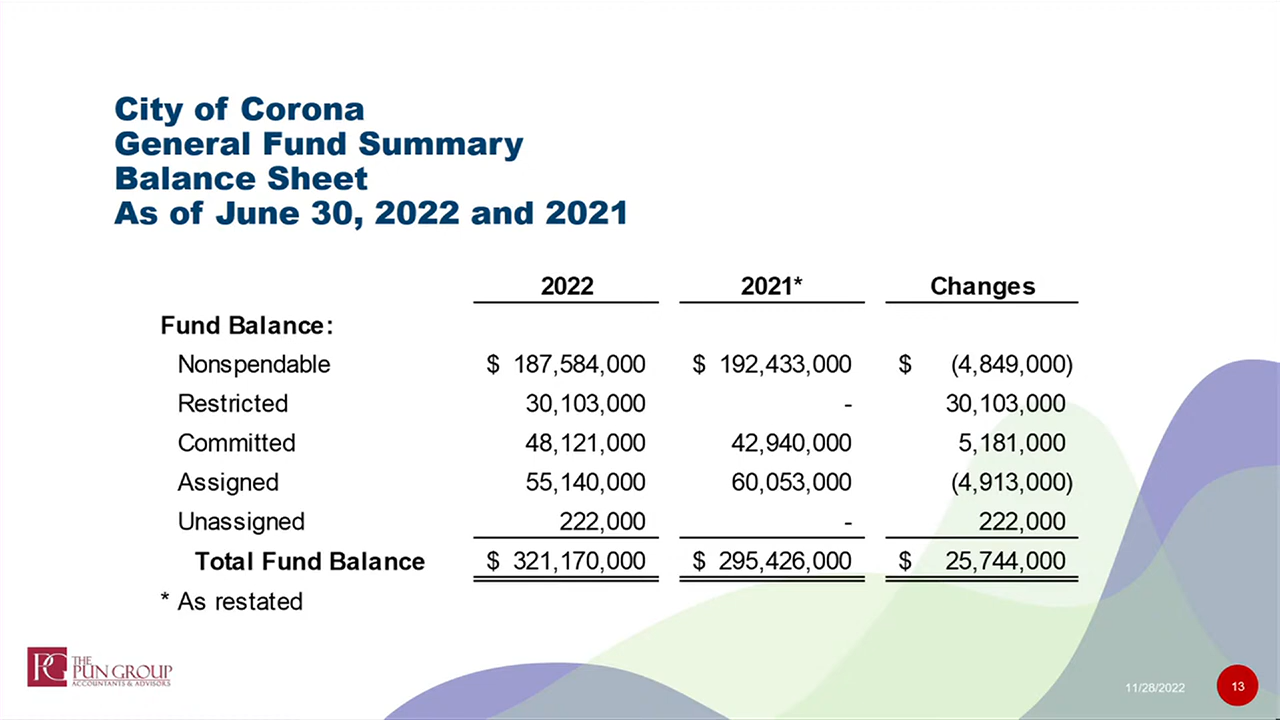 City of Corona
General Fund Summary
Balance Sheet
As of June 30, 2022 and 2021
2022 2021* Changes
Fund Balance:
Nonspendable $ 187,584,000 $ 192,433,000 $ (4,849,000)
Restricted 30,103,000 - 30,103,000
Committed 48,121,000 42,940,000 5,181,000
Assigned 55,140,000 60,053,000 (4,913,000)
Unassigned 222,000 - 222,000
Total Fund Balance $ 321,170,000 $ 295,426,000 $ 25,744,000
* As restated
PG THE
PUN GROUP
ACCOUNTANTS & ADVISORS
11/28/2022 13